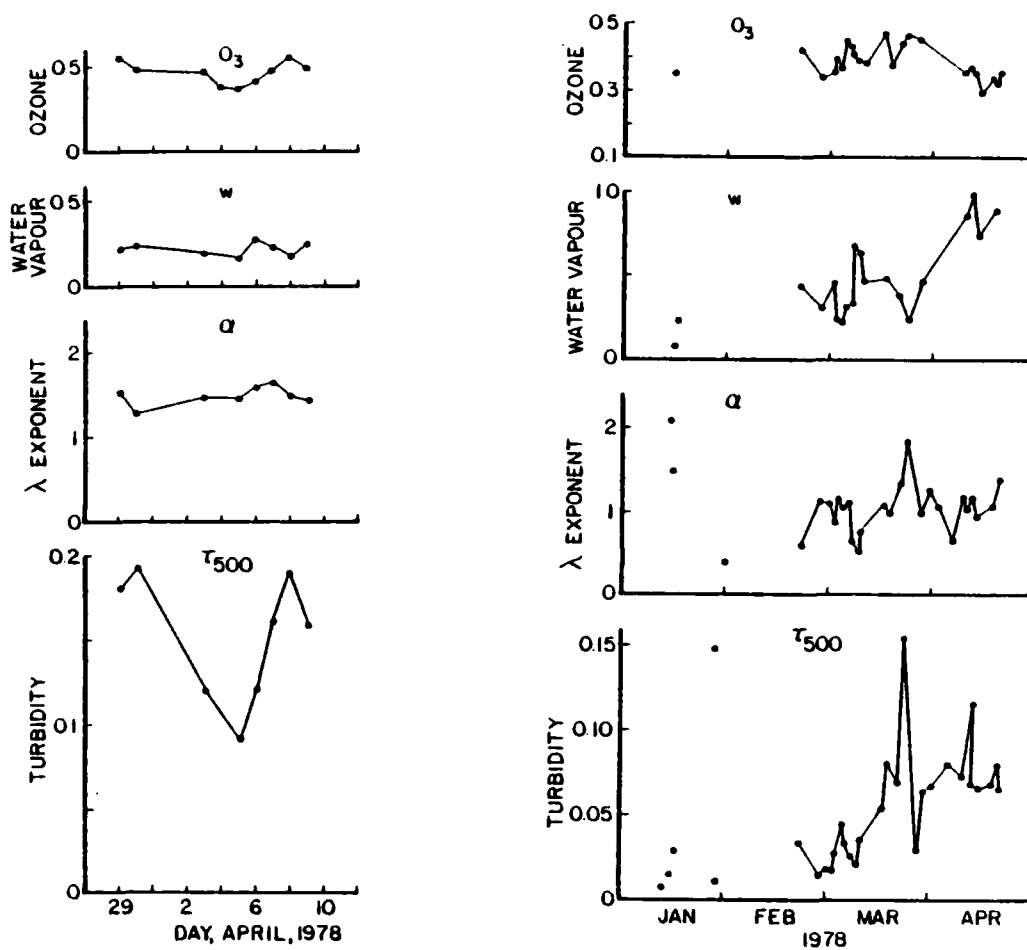 O3
OZONE
0.5
0
W
WATER
VAPOUR
0.5
0
α
λ EXPONENT
2
1
0
τ500
TURBIDITY
0.2
0.1
0
29 2 6 10
DAY, APRIL, 1978
O3
OZONE
0.5
0.3
0.1
W
WATER VAPOUR
1.0
0.5
0
α
λ EXPONENT
2
1
0
τ500
TURBIDITY
0.15
0.10
0.05
0
JAN FEB MAR APR
1978